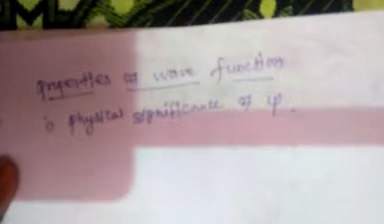 properties of wave function
i) physical significance of ψ.